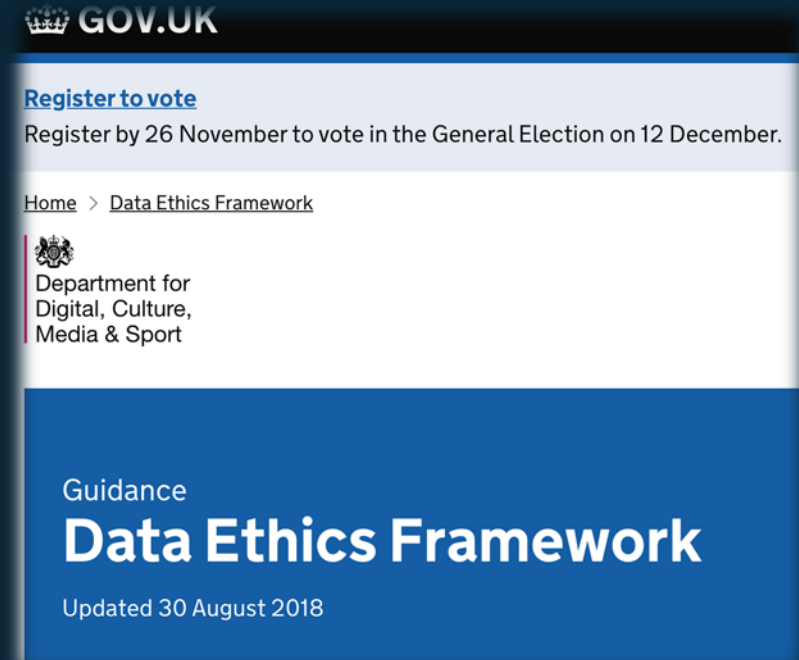 GOV.UK
Register to vote
Register by 26 November to vote in the General Election on 12 December.
Home > Data Ethics Framework
Department for
Digital, Culture,
Media & Sport
Guidance
Data Ethics Framework
Updated 30 August 2018